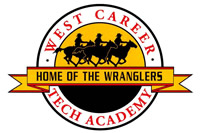 WEST CAREER
HOME OF THE WRANGLERS
TECH ACADEMY